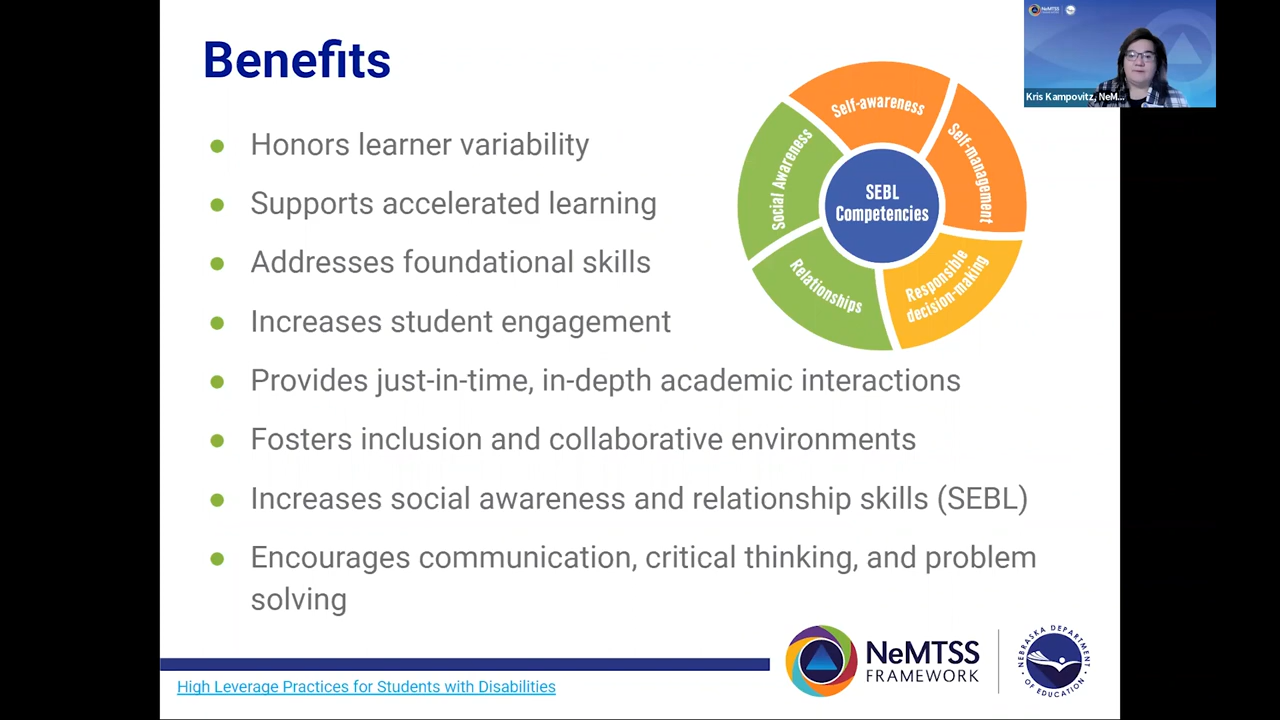 Benefits
Honors learner variability
Supports accelerated learning
Addresses foundational skills
Increases student engagement
Provides just-in-time, in-depth academic interactions
Fosters inclusion and collaborative environments
Increases social awareness and relationship skills (SEBL)
Encourages communication, critical thinking, and problem
solving
Self-awareness
Self-management
Responsible
decision-making
Relationships
Social Awareness
SEBL
Competencies
NeMTSS
FRAMEWORK
Kris Kampovitz, NeM...
High Leverage Practices for Students with Disabilities
NeMTSS
FRAMEWORK
NEBRASKA DEPARTMENT
OF EDUCATION